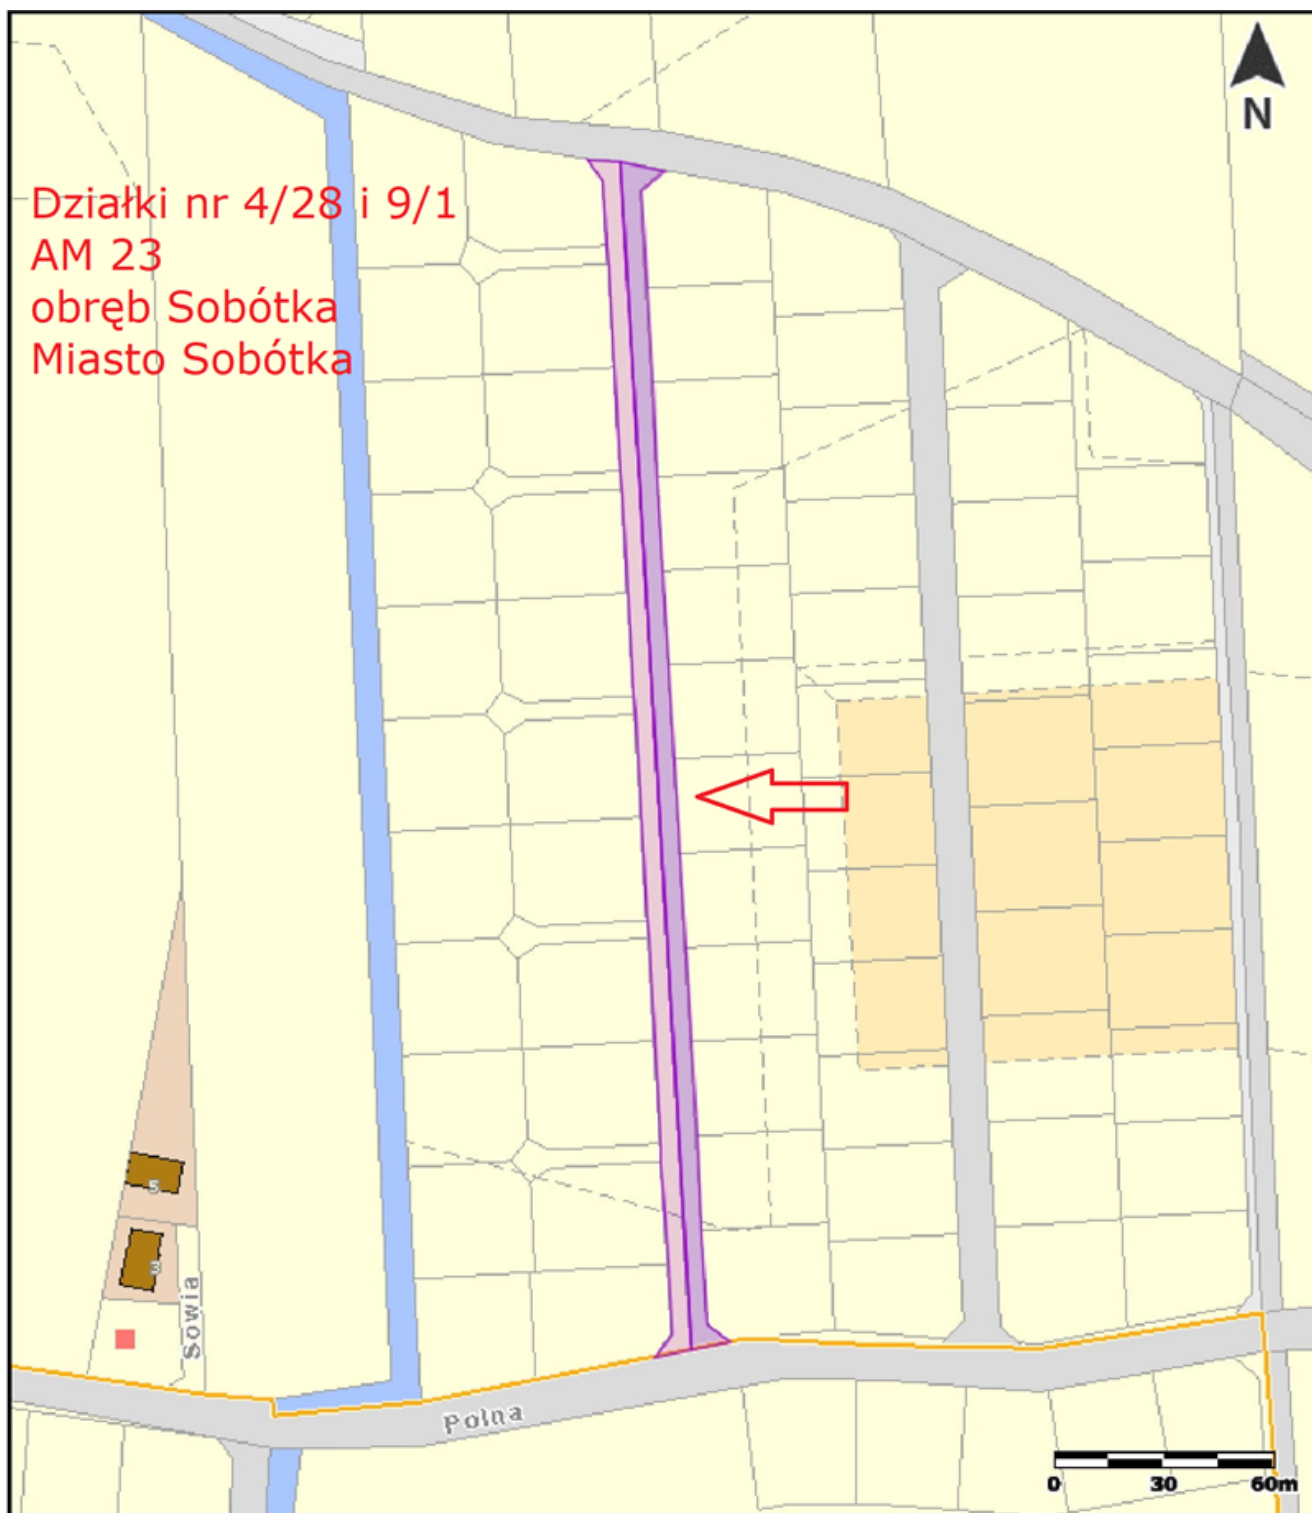 N
Działki nr 4/28 i 9/1
AM 23
obręb Sobótka
Miasto Sobótka
5
3
Sowia
Polna
0 30 60m